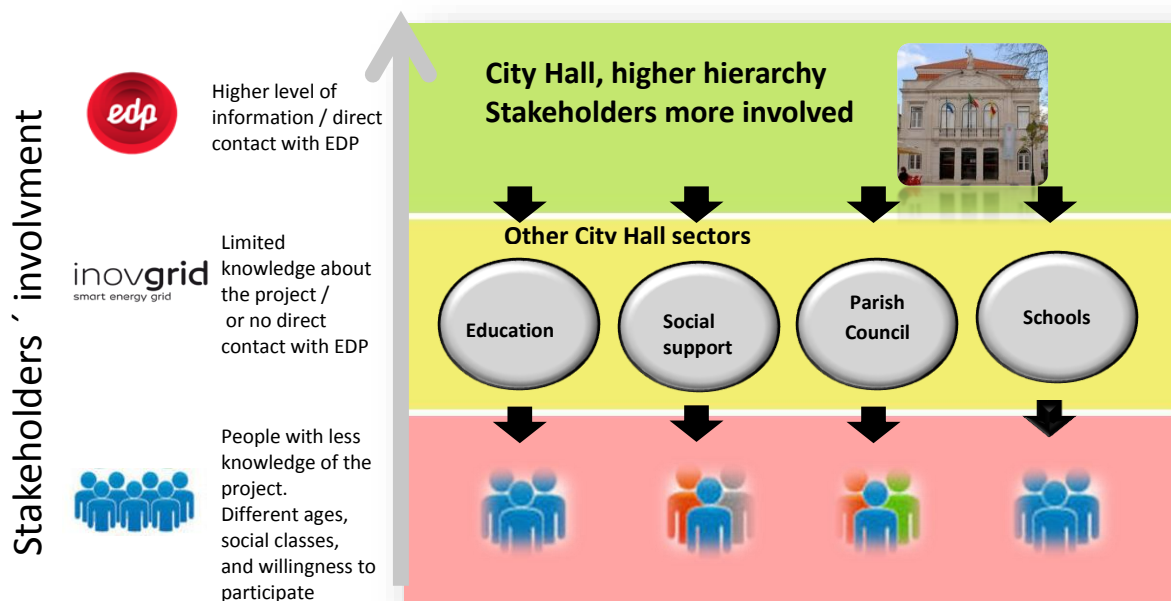 Stakeholders ´ involvment
edp
Higher level of
information / direct
contact with EDP
City Hall, higher hierarchy
Stakeholders more involved
inovgrid
smart energy grid
Limited
knowledge about
the project /
or no direct
contact with EDP
Other City Hall sectors
Education
Social
support
Parish
Council
Schools
People with less
knowledge of the
project.
Different ages,
social classes,
and willingness to
participate